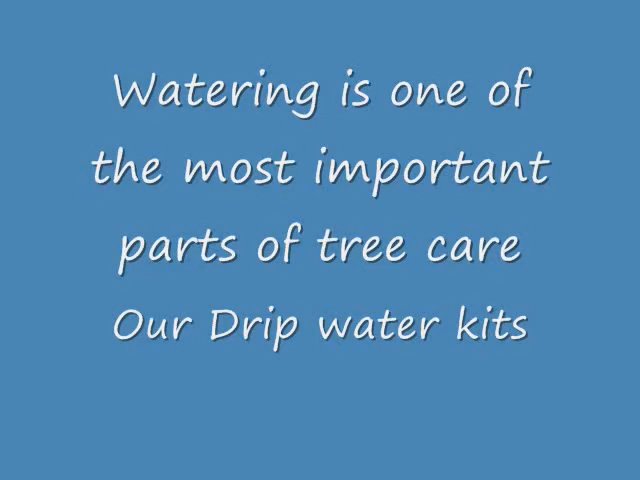 Watering is one of
the most important
parts of tree care
Our Drip water kits